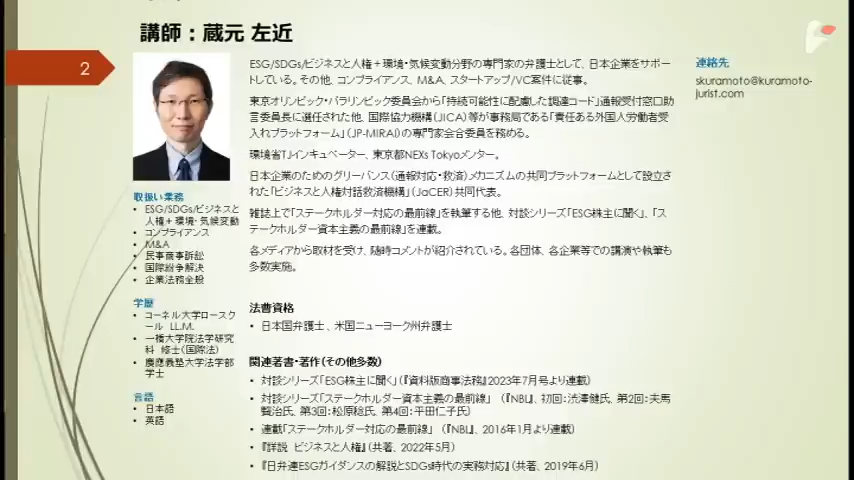 講師：蔵元 左近
2
ESG/SDGs/ビジネスと人権＋環境・気候変動分野の専門家の弁護士として、日本企業をサポー
トしている。その他、コンプライアンス、M&A、スタートアップ/VC案件に従事。
東京オリンピック・パラリンピック委員会から「持続可能性に配慮した調達コード」通報受付窓口助
言委員長に選任された他、国際協力機構（JICA）等が事務局である「責任ある外国人労働者受
入れプラットフォーム」（JP-MIRAI）の専門家会合委員を務める。
環境省TJインキュベーター、東京都NEXs Tokyoメンター。
日本企業のためのグリーバンス（通報対応・救済）メカニズムの共同プラットフォームとして設立さ
れた「ビジネスと人権対話救済機構」（JaCER）共同代表。
雑誌上で「ステークホルダー対応の最前線」を執筆する他、対談シリーズ「ESG株主に聞く」、「ス
テークホルダー資本主義の最前線」を連載。
各メディアから取材を受け、随時コメントが紹介されている。各団体、各企業等での講演や執筆も
多数実施。
連絡先
skuramoto@kuramoto-
jurist.com
取扱い業務
• ESG/SDGs/ビジネスと
人権＋環境・気候変動
• コンプライアンス
• M&A
• 民事商事訴訟
• 国際紛争解決
• 企業法務全般
学歴
• コーネル大学ロースク
ール LL.M.
• 一橋大学院法学研究
科 修士（国際法）
• 慶應義塾大学法学部
学士
言語
• 日本語
• 英語
法曹資格
• 日本国弁護士、米国ニューヨーク州弁護士
関連著書・著作（その他多数）
• 対談シリーズ「ESG株主に聞く」（『資料版商事法務』2023年7月号より連載）
• 対談シリーズ「ステークホルダー資本主義の最前線」 （『NBL』、初回：渋澤健氏、第2回：夫馬
賢治氏、第3回：松原稔氏、第4回：平田仁子氏）
• 連載「ステークホルダー対応の最前線」 （『NBL』、2016年1月より連載）
• 『詳説 ビジネスと人権』（共著、2022年5月）
• 『日弁連ESGガイダンスの解説とSDGs時代の実務対応』（共著、2019年6月）